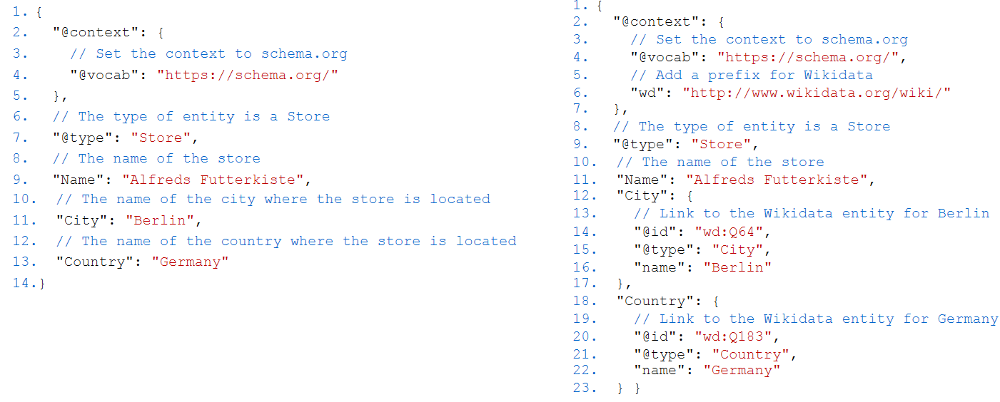 1. {
2.   "@context": {
3.     // Set the context to schema.org
4.     "@vocab": "https://schema.org/"
5.   },
6.   // The type of entity is a Store
7.   "@type": "Store",
8.   // The name of the store
9.   "Name": "Alfreds Futterkiste",
10.  // The name of the city where the store is located
11.  "City": "Berlin",
12.  // The name of the country where the store is located
13.  "Country": "Germany"
14.}
1. {
2.   "@context": {
3.     // Set the context to schema.org
4.     "@vocab": "https://schema.org/",
5.     // Add a prefix for Wikidata
6.     "wd": "http://www.wikidata.org/wiki/"
7.   },
8.   // The type of entity is a Store
9.   "@type": "Store",
10.  // The name of the store
11.  "Name": "Alfreds Futterkiste",
12.  "City": {
13.    // Link to the Wikidata entity for Berlin
14.    "@id": "wd:Q64",
15.    "@type": "City",
16.    "name": "Berlin"
17.  },
18.  "Country": {
19.    // Link to the Wikidata entity for Germany
20.    "@id": "wd:Q183",
21.    "@type": "Country",
22.    "name": "Germany"
23.  } }